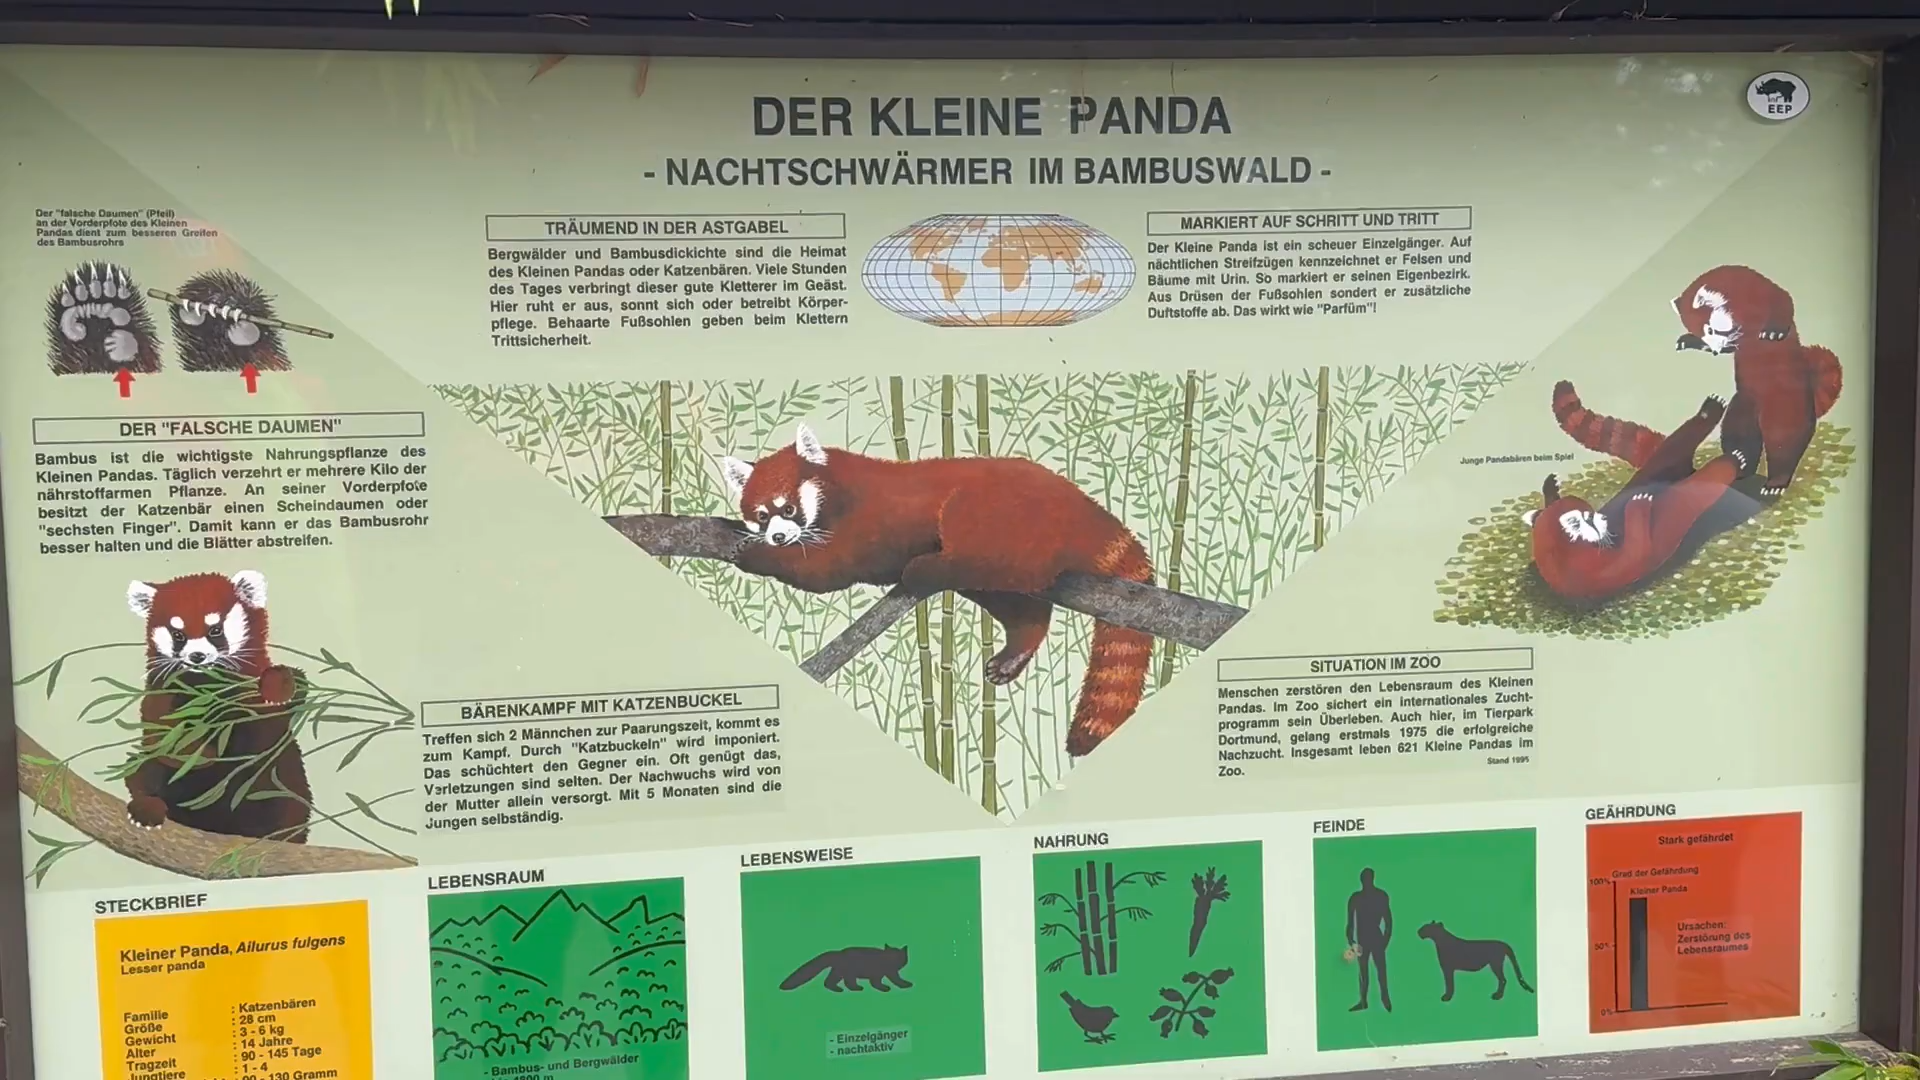 EEP
DER KLEINE PANDA
- NACHTSCHWÄRMER IM BAMBUSWALD -
Der "falsche Daumen" (Pfeil)
an der Vorderpfote des Kleinen
Pandas dient zum besseren Greifen
des Bambusrohrs
DER "FALSCHE DAUMEN"
Bambus ist die wichtigste Nahrungspflanze des
Kleinen Pandas. Täglich verzehrt er mehrere Kilo der
nährstoffarmen Pflanze. An seiner Vorderpfote
besitzt der Katzenbär einen Scheindaumen oder
"sechsten Finger". Damit kann er das Bambusrohr
besser halten und die Blätter abstreifen.
TRÄUMEND IN DER ASTGABEL
Bergwälder und Bambusdickichte sind die Heimat
des Kleinen Pandas oder Katzenbären. Viele Stunden
des Tages verbringt dieser gute Kletterer im Geäst.
Hier ruht er aus, sonnt sich oder betreibt Körper-
pflege. Behaarte Fußsohlen geben beim Klettern
Trittsicherheit.
MARKIERT AUF SCHRITT UND TRITT
Der Kleine Panda ist ein scheuer Einzelgänger. Auf
nächtlichen Streifzügen kennzeichnet er Felsen und
Bäume mit Urin. So markiert er seinen Eigenbezirk.
Aus Drüsen der Fußsohlen sondert er zusätzliche
Duftstoffe ab. Das wirkt wie "Parfüm"!
Junge Pandabären beim Spiel
BÄRENKAMPF MIT KATZENBUCKEL
Treffen sich 2 Männchen zur Paarungszeit, kommt es
zum Kampf. Durch "Katzbuckeln" wird imponiert.
Das schüchtert den Gegner ein. Oft genügt das,
Verletzungen sind selten. Der Nachwuchs wird von
der Mutter allein versorgt. Mit 5 Monaten sind die
Jungen selbständig.
SITUATION IM ZOO
Menschen zerstören den Lebensraum des Kleinen
Pandas. Im Zoo sichert ein internationales Zucht-
programm sein Überleben. Auch hier, im Tierpark
Dortmund, gelang erstmals 1975 die erfolgreiche
Nachzucht. Insgesamt leben 621 Kleine Pandas im
Zoo.
Stand 1995
STECKBRIEF
Kleiner Panda, Ailurus fulgens
Lesser panda
Familie : Katzenbären
Größe : 28 cm
Gewicht : 3 - 6 kg
Alter : 14 Jahre
Tragzeit : 90 - 145 Tage
Jungtiere : 1 - 4
130 Gramm
LEBENSRAUM
- Bambus- und Bergwälder
4800 m
LEBENSWEISE
- Einzelgänger
- nachtaktiv
NAHRUNG
FEINDE
GEÄHRDUNG
Stark gefährdet
Grad der Gefährdung
100%
Kleiner Panda
50%
0%
Ursachen:
Zerstörung des
Lebensraumes